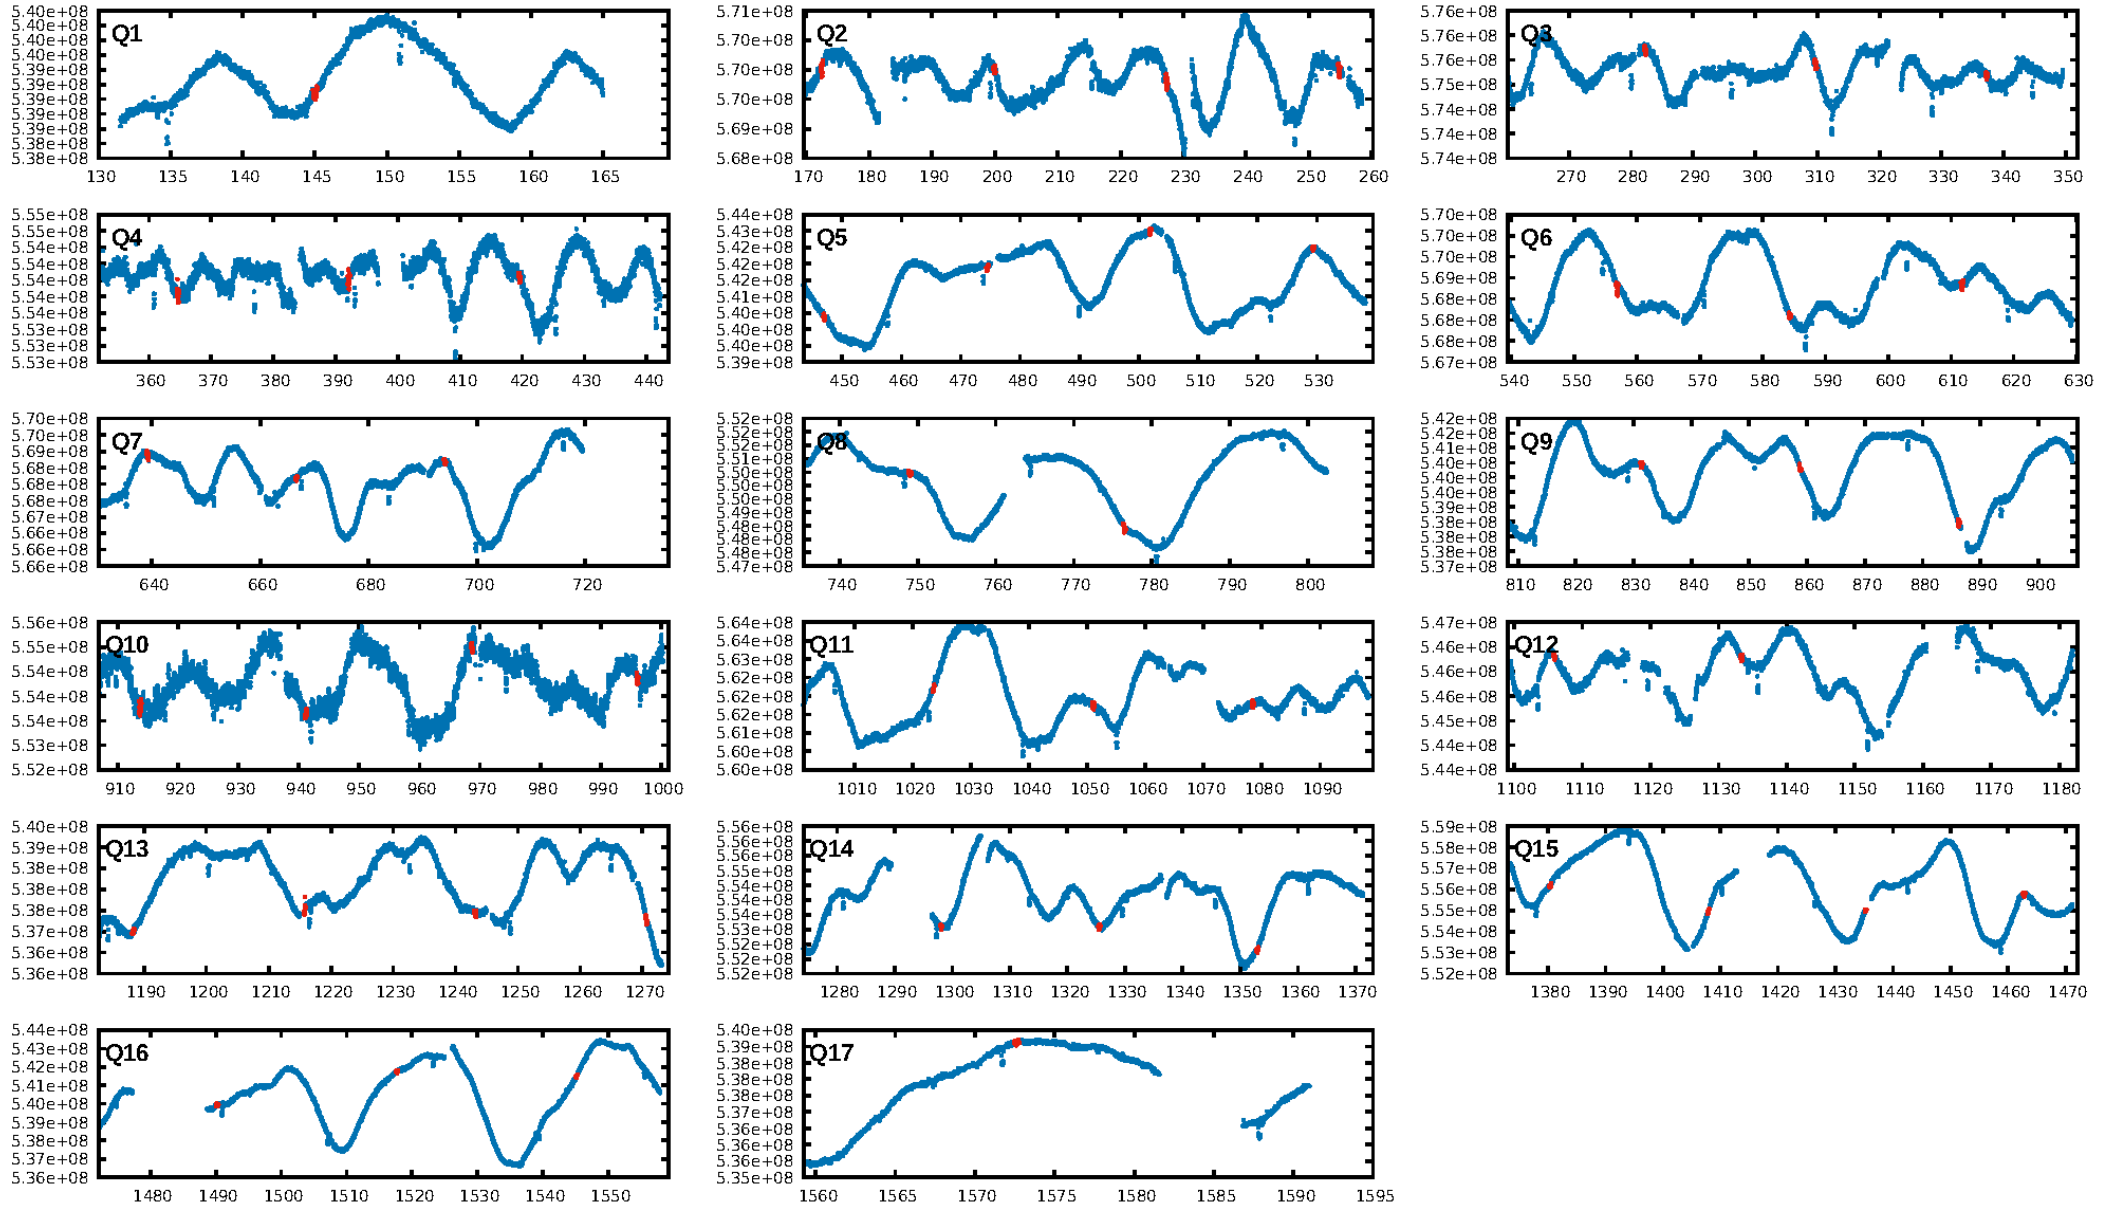 5.40e+08 5.40e+08 5.40e+08 5.40e+08 5.39e+08 5.39e+08 5.39e+08 5.39e+08 5.39e+08 5.38e+08 5.38e+08
Q1
130 135 140 145 150 155 160 165
5.71e+08 5.70e+08 5.70e+08 5.70e+08 5.69e+08 5.68e+08
Q2
170 180 190 200 210 220 230 240 250 260
5.76e+08 5.76e+08 5.75e+08 5.75e+08 5.74e+08 5.74e+08 5.74e+08
Q3
270 280 290 300 310 320 330 340 350
5.55e+08 5.55e+08 5.54e+08 5.54e+08 5.54e+08 5.54e+08 5.53e+08 5.53e+08 5.52e+08
Q4
360 370 380 390 400 410 420 430 440
5.44e+08 5.43e+08 5.42e+08 5.42e+08 5.41e+08 5.41e+08 5.40e+08 5.40e+08 5.40e+08 5.39e+08
Q5
450 460 470 480 490 500 510 520 530
5.70e+08 5.70e+08 5.69e+08 5.69e+08 5.68e+08 5.68e+08 5.68e+08 5.67e+08
Q6
540 550 560 570 580 590 600 610 620 630
5.70e+08 5.70e+08 5.69e+08 5.68e+08 5.68e+08 5.67e+08 5.67e+08 5.66e+08 5.66e+08
Q7
640 660 680 700 720
5.52e+08 5.52e+08 5.51e+08 5.51e+08 5.50e+08 5.50e+08 5.49e+08 5.49e+08 5.48e+08 5.48e+08 5.47e+08
Q8
740 750 760 770 780 790 800
5.42e+08 5.42e+08 5.41e+08 5.40e+08 5.40e+08 5.40e+08 5.39e+08 5.38e+08 5.38e+08 5.37e+08 5.37e+08
Q9
810 820 830 840 850 860 870 880 890 900
5.56e+08 5.55e+08 5.54e+08 5.54e+08 5.54e+08 5.53e+08 5.52e+08
Q10
910 920 930 940 950 960 970 980 990 1000
5.64e+08 5.64e+08 5.63e+08 5.62e+08 5.62e+08 5.62e+08 5.61e+08 5.60e+08 5.60e+08
Q11
1010 1020 1030 1040 1050 1060 1070 1080 1090
5.47e+08 5.46e+08 5.46e+08 5.46e+08 5.45e+08 5.44e+08 5.44e+08
Q12
1100 1110 1120 1130 1140 1150 1160 1170 1180
5.40e+08 5.39e+08 5.38e+08 5.38e+08 5.38e+08 5.37e+08 5.36e+08 5.36e+08
Q13
1190 1200 1210 1220 1230 1240 1250 1260 1270
5.56e+08 5.56e+08 5.55e+08 5.55e+08 5.54e+08 5.54e+08 5.53e+08 5.53e+08 5.52e+08 5.52e+08 5.52e+08
Q14
1280 1290 1300 1310 1320 1330 1340 1350 1360 1370
5.59e+08 5.58e+08 5.57e+08 5.56e+08 5.55e+08 5.54e+08 5.53e+08 5.52e+08
Q15
1380 1390 1400 1410 1420 1430 1440 1450 1460 1470
5.44e+08 5.43e+08 5.42e+08 5.41e+08 5.40e+08 5.39e+08 5.38e+08 5.37e+08 5.36e+08
Q16
1480 1490 1500 1510 1520 1530 1540 1550
5.40e+08 5.39e+08 5.39e+08 5.38e+08 5.38e+08 5.37e+08 5.36e+08 5.36e+08 5.35e+08
Q17
1560 1565 1570 1575 1580 1585 1590 1595